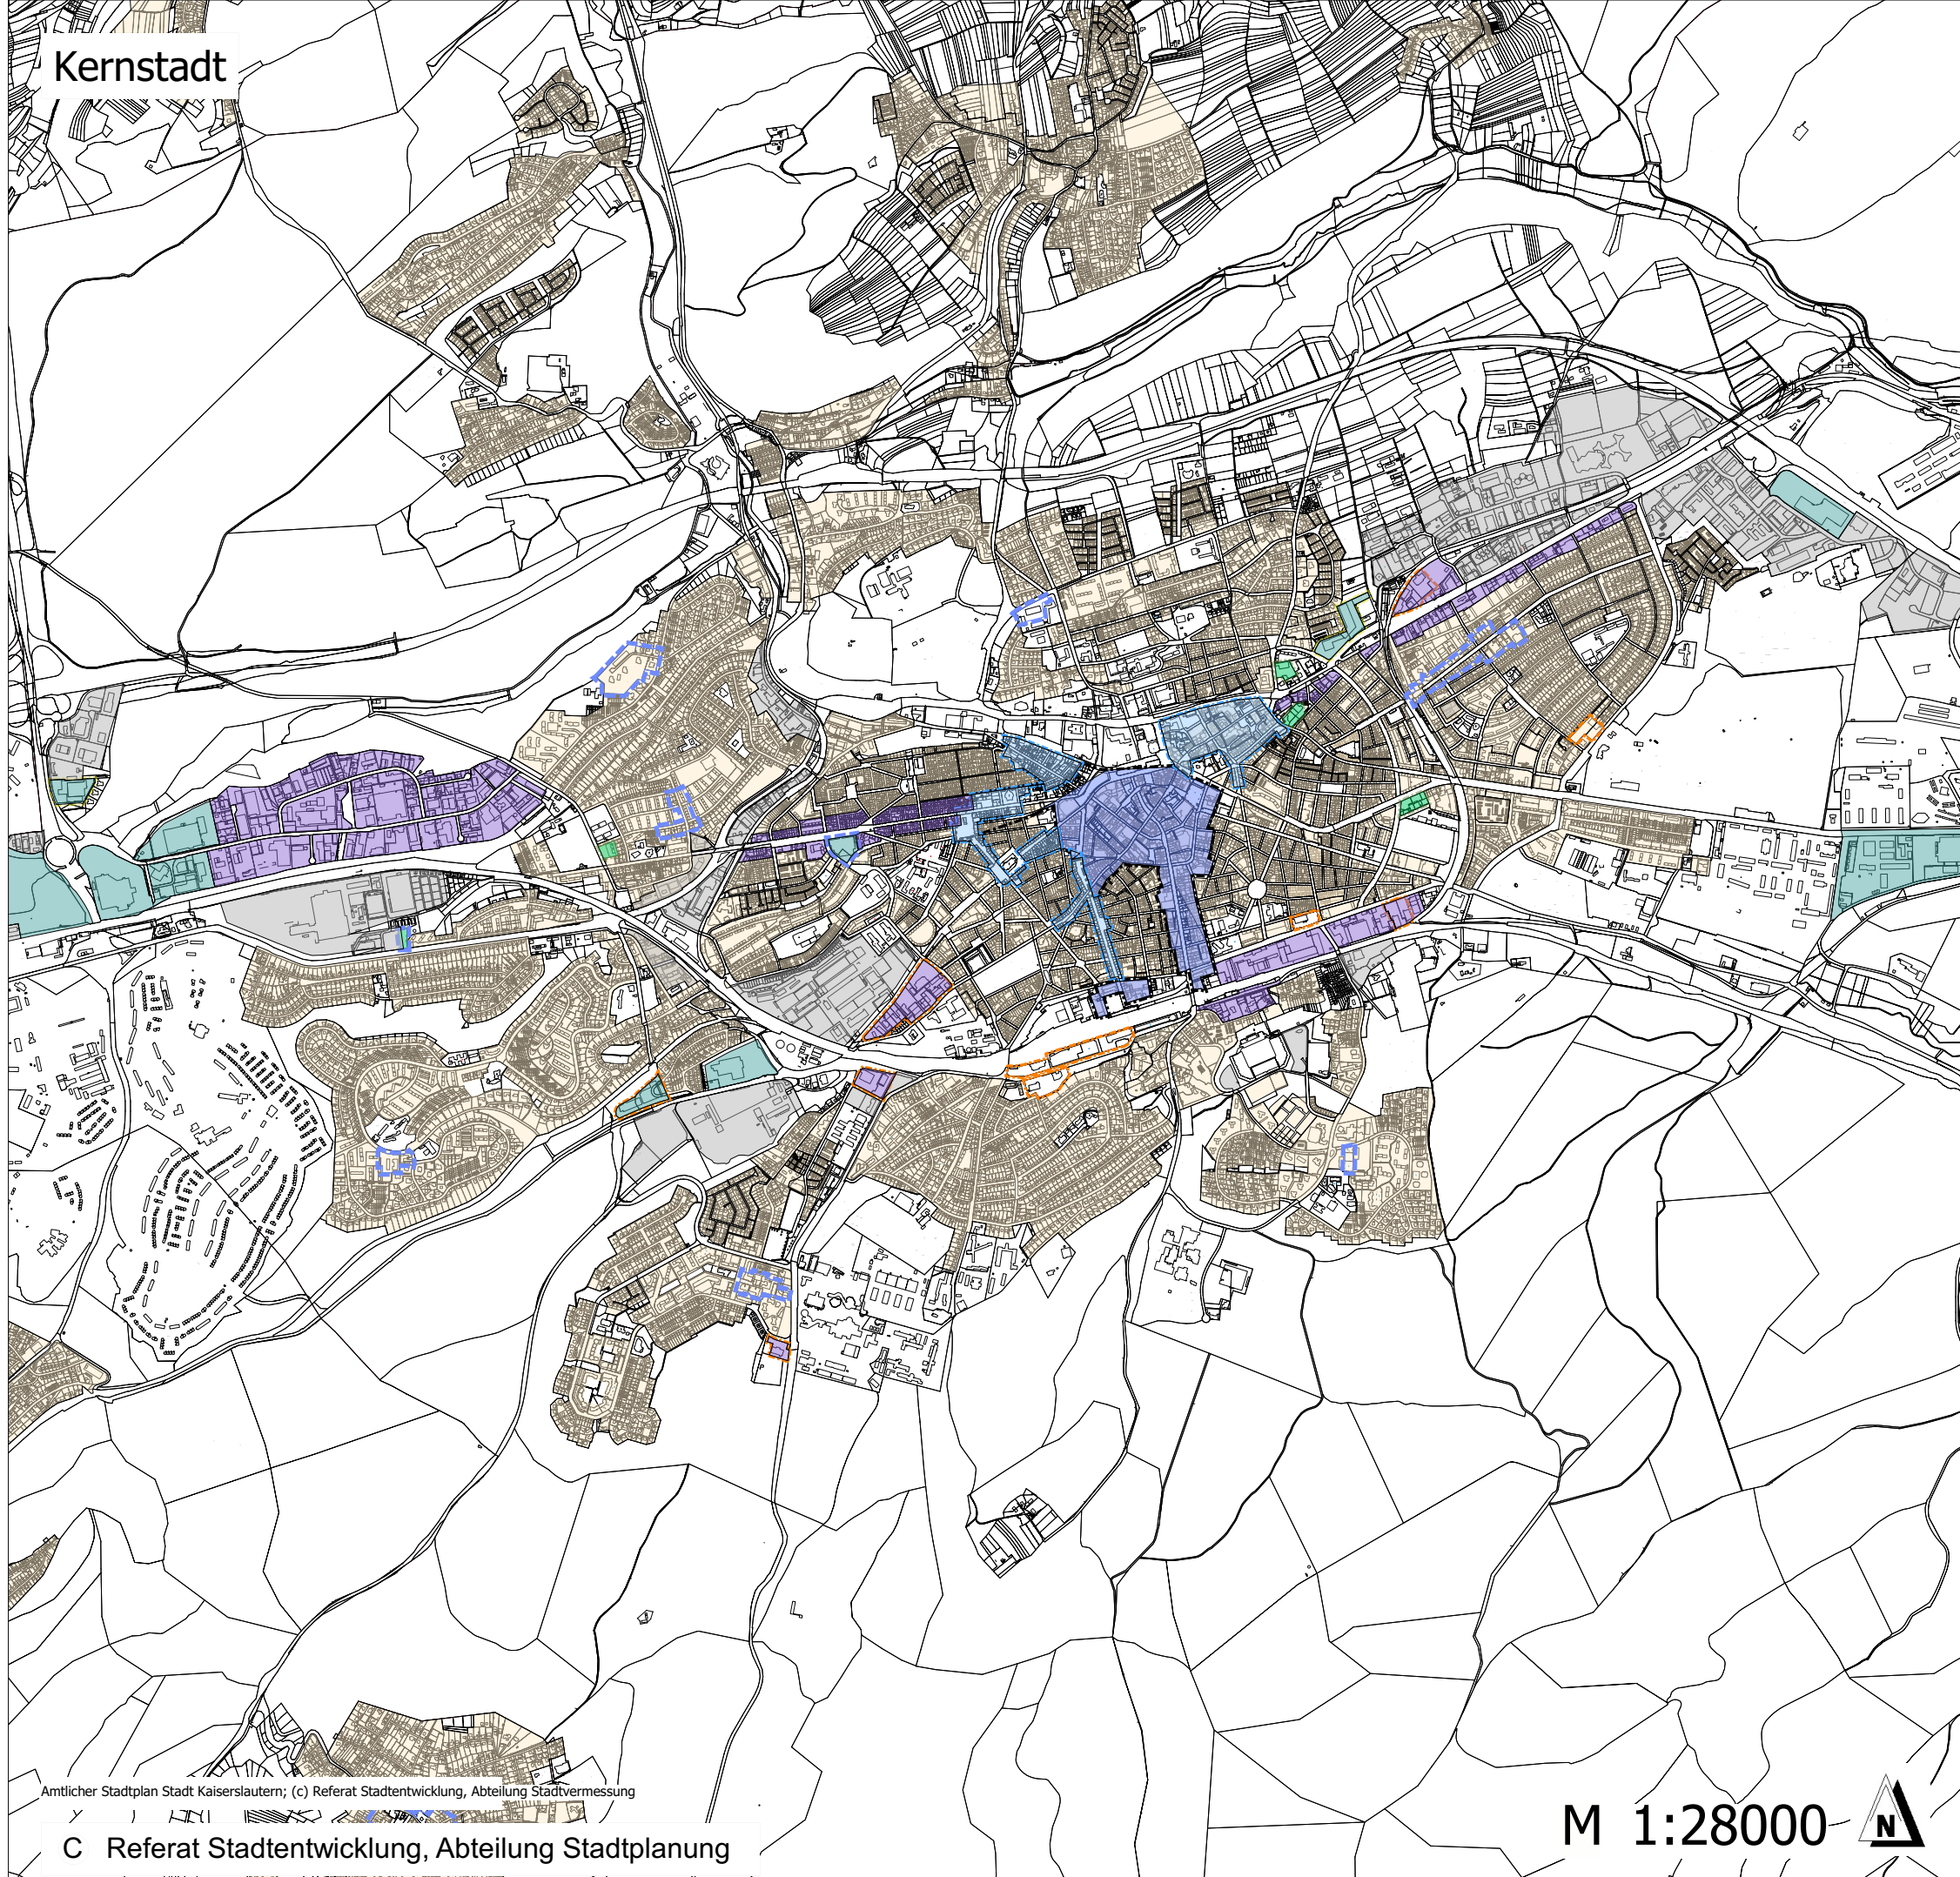 Kernstadt
Amtlicher Stadtplan Stadt Kaiserslautern; (c) Referat Stadtentwicklung, Abteilung Stadtvermessung
C Referat Stadtentwicklung, Abteilung Stadtplanung
M 1:28000
N